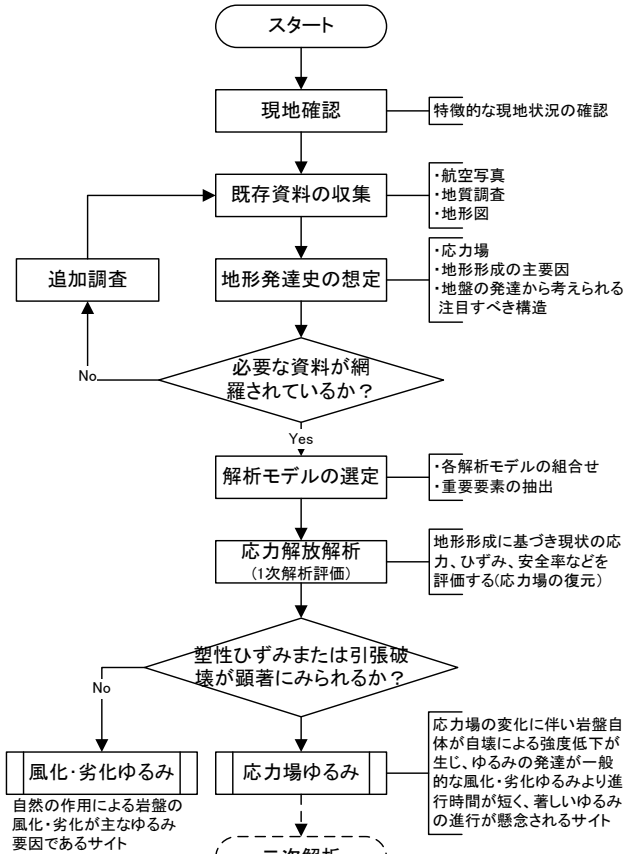 スタート
現地確認
特徴的な現地状況の確認
既存資料の収集
・航空写真
・地質調査
・地形図
追加調査
地形発達史の想定
・応力場
・地形形成の主要因
・地盤の発達から考えられる
注目すべき構造
必要な資料が網
羅されているか？
No
Yes
解析モデルの選定
・各解析モデルの組合せ
・重要要素の抽出
応力解放解析
(1次解析評価)
地形形成に基づき現状の応
力、ひずみ、安全率などを
評価する(応力場の復元)
塑性ひずみまたは引張破
壊が顕著にみられるか？
No
風化・劣化ゆるみ
自然の作用による岩盤の
風化・劣化が主なゆるみ
要因であるサイト
応力場ゆるみ
応力場の変化に伴い岩盤自
体が自壊による強度低下が
生じ、ゆるみの発達が一般
的な風化・劣化ゆるみより進
行時間が短く、著しいゆるみ
の進行が懸念されるサイト
二次解析